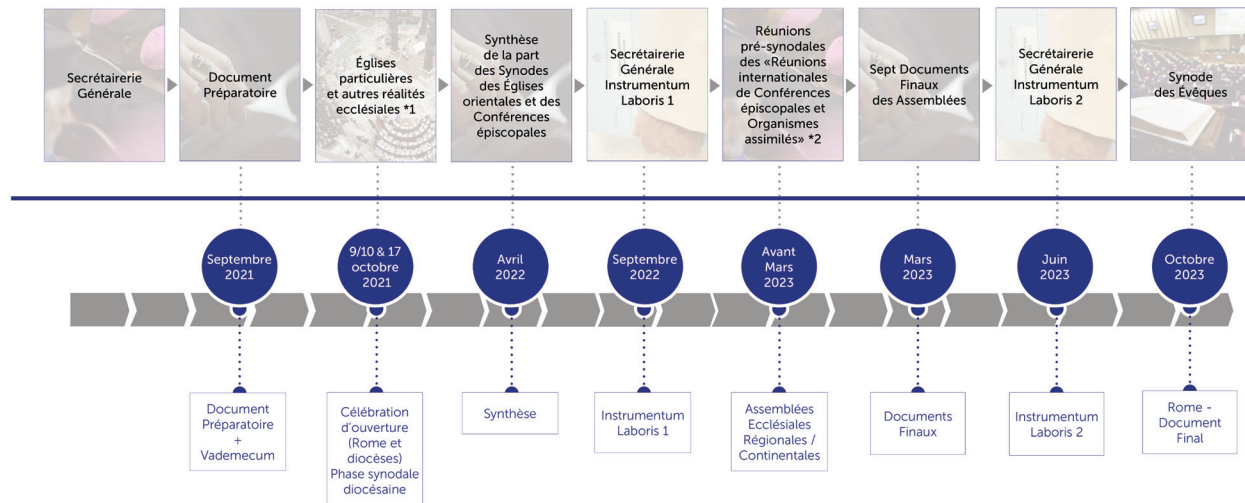 Secrétairerie
Générale
Document
Préparatoire
Églises
particulières
et autres réalités
ecclésiales *1
Synthèse
de la part
des Synodes
des Églises
orientales et des
Conférences
épiscopales
Secrétairerie
Générale
Instrumentum
Laboris 1
Réunions
pré-synodales
des «Réunions
internationales
de Conférences
épiscopales et
Organismes
assimilés» *2
Sept Documents
Finaux
des Assemblées
Secrétairerie
Générale
Instrumentum
Laboris 2
Synode
des Évêques
Septembre
2021
9/10 & 17
octobre
2021
Avril
2022
Septembre
2022
Avant
Mars
2023
Mars
2023
Juin
2023
Octobre
2023
Document
Préparatoire
+
Vademecum
Célébration
d'ouverture
(Rome et
diocèses)
Phase synodale
diocésaine
Synthèse
Instrumentum
Laboris 1
Assemblées
Ecclésiales
Régionales /
Continentales
Documents
Finaux
Instrumentum
Laboris 2
Rome -
Document
Final